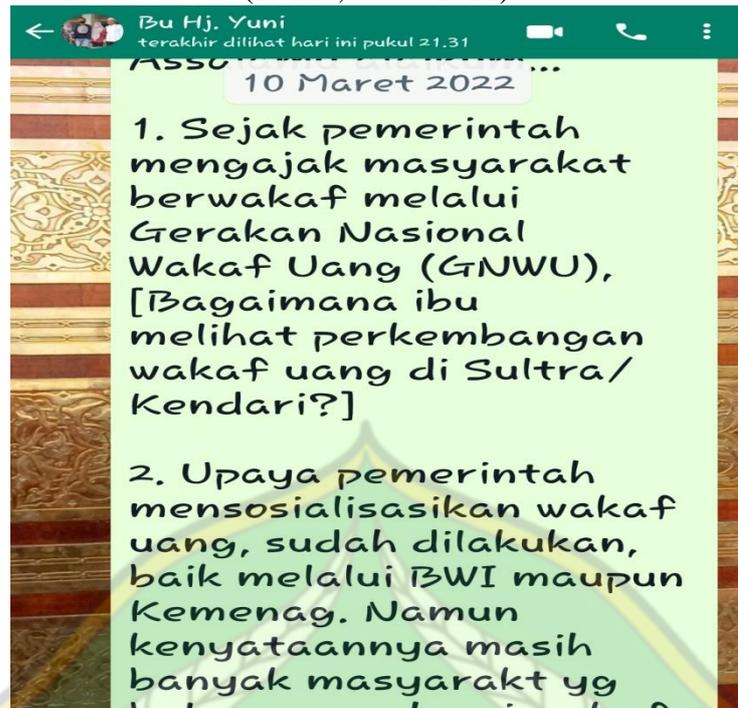 Bu Hj. Yuni
terakhir dilihat hari ini pukul 21.31
10 Maret 2022
1. Sejak pemerintah
mengajak masyarakat
berwakaf melalui
Gerakan Nasional
Wakaf Uang (GNWU),
[Bagaimana ibu
melihat perkembangan
wakaf uang di Sultra/
Kendari?]
2. Upaya pemerintah
mensosialisasikan wakaf
uang, sudah dilakukan,
baik melalui BWI maupun
Kemenag. Namun
kenyataannya masih
banyak masyarakt yg